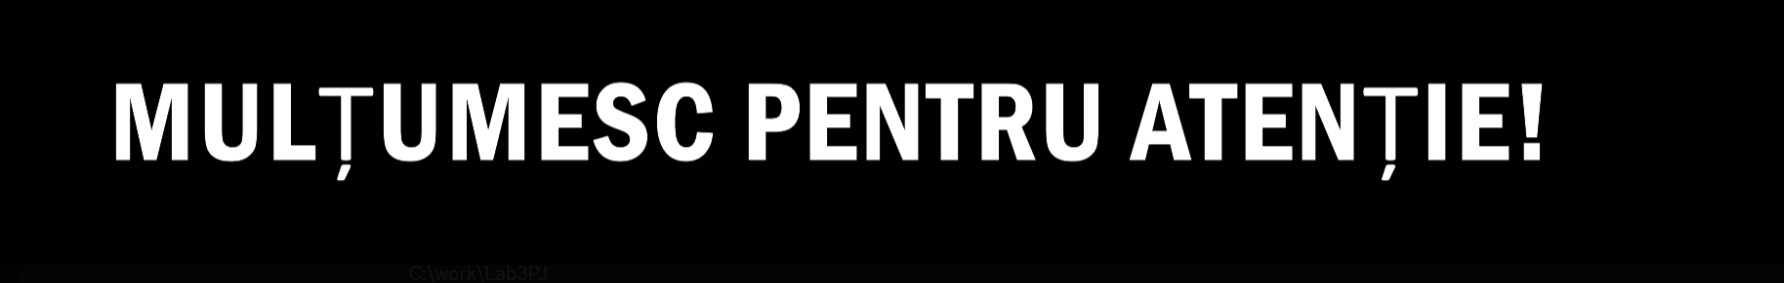 MULȚUMESC PENTRU ATENȚIE!
C:\work\Lab3PJ